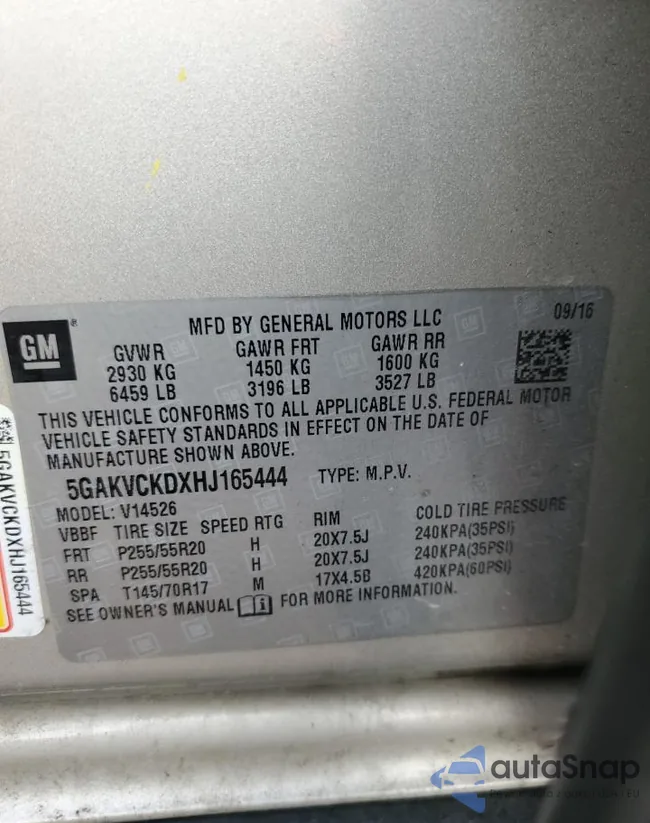 GM
MFD BY GENERAL MOTORS LLC
09/16
GVWR GAWR FRT GAWR RR
2930 KG 1450 KG 1600 KG
6459 LB 3196 LB 3527 LB
THIS VEHICLE CONFORMS TO ALL APPLICABLE U.S. FEDERAL MOTOR
VEHICLE SAFETY STANDARDS IN EFFECT ON THE DATE OF
MANUFACTURE SHOWN ABOVE.
5GAKVCKDXHJ165444 TYPE: M.P.V.
MODEL: V14526
VBBF TIRE SIZE SPEED RTG RIM COLD TIRE PRESSURE
FRT P255/55R20 H 20X7.5J 240KPA(35PSI)
RR P255/55R20 H 20X7.5J 240KPA(35PSI)
SPA T145/70R17 M 17X4.5B 420KPA(60PSI)
SEE OWNER'S MANUAL FOR MORE INFORMATION.
5GAKVCKDXHJ165444
autaSnap